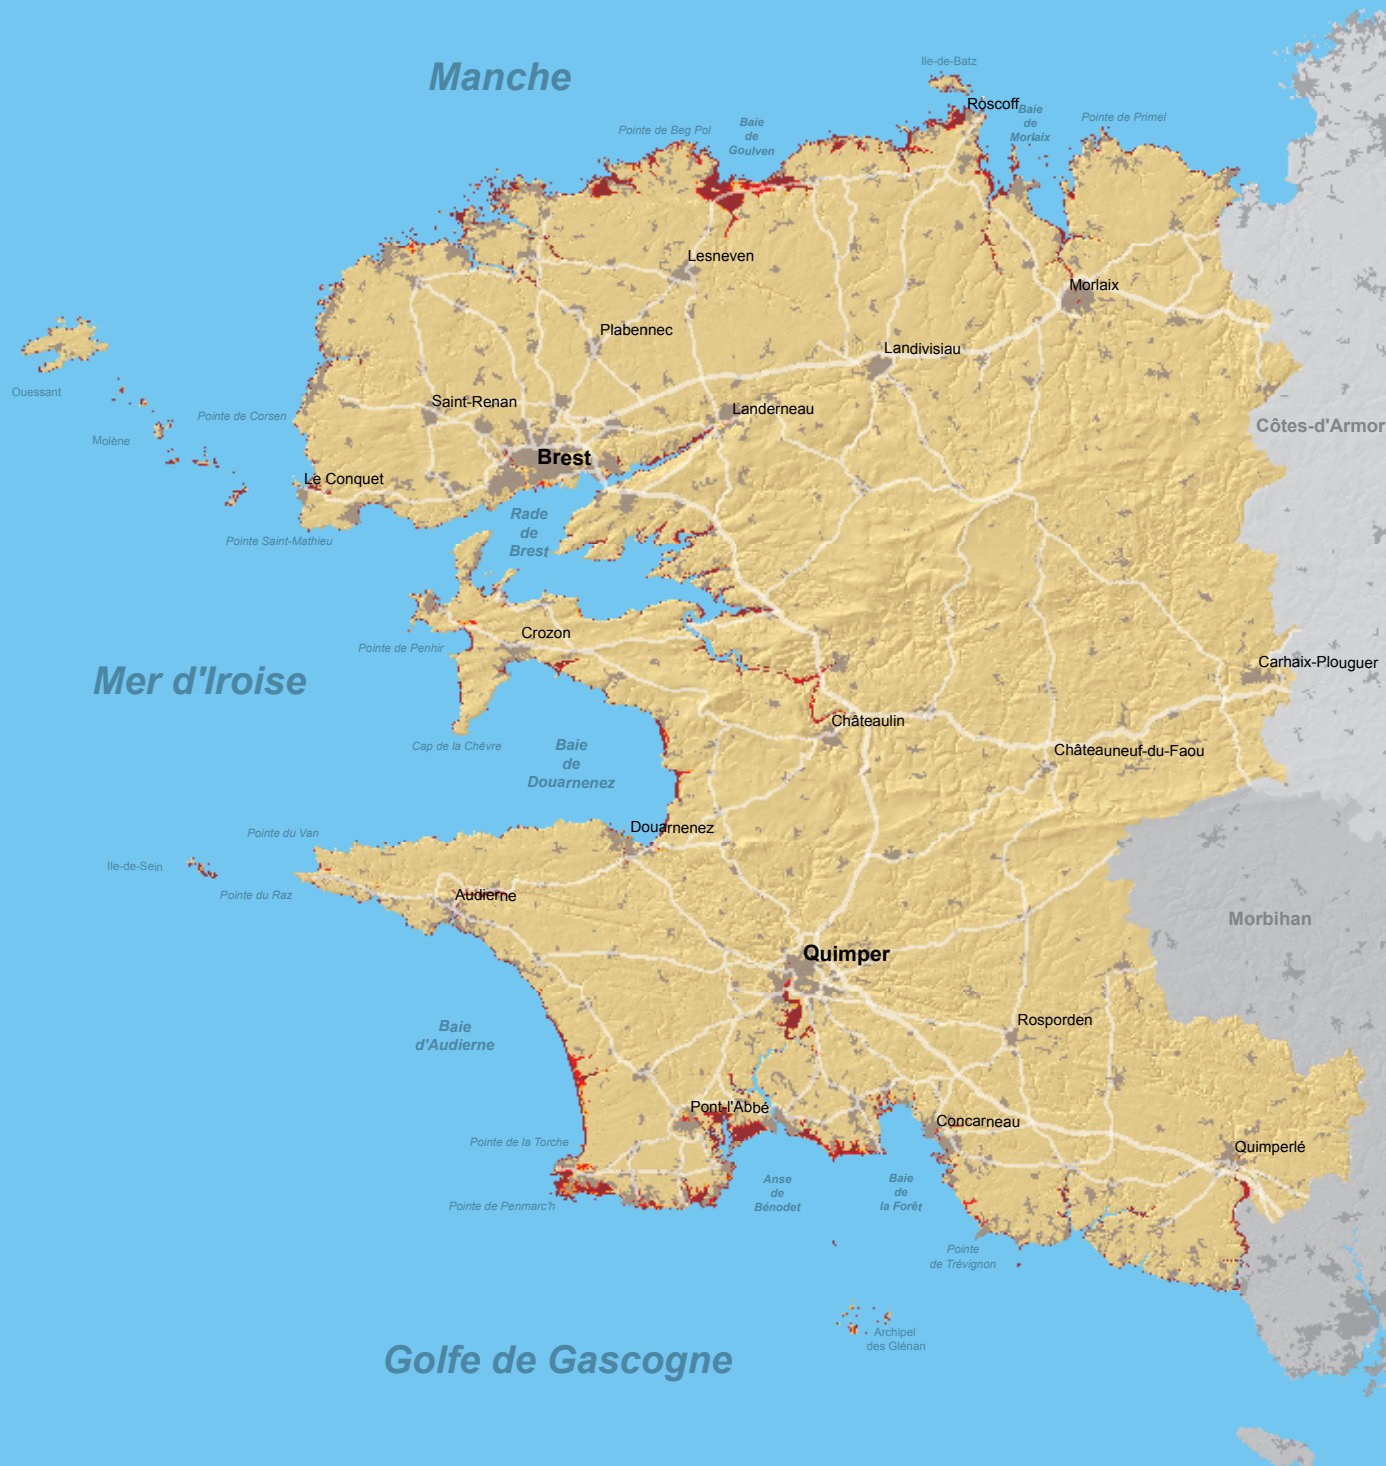 Ile-de-Batz
Manche
Roscoff
Baie
de
Morlaix
Pointe de Primel
Pointe de Beg Pol
Baie
de
Goulven
Lesneven
Morlaix
Plabennec
Landivisiau
Ouessant
Saint-Renan
Landerneau
Pointe de Corsen
Côtes-d'Armor
Molène
Brest
Le Conquet
Rade
de
Brest
Pointe Saint-Mathieu
Crozon
Pointe de Penhir
Carhaix-Plouguer
Mer d'Iroise
Châteaulin
Cap de la Chèvre
Baie
de
Douarnenez
Châteauneuf-du-Faou
Pointe du Van
Douarnenez
Ile-de-Sein
Pointe du Raz
Audierne
Morbihan
Quimper
Baie
d'Audierne
Rosporden
Pont-l'Abbé
Concarneau
Pointe de la Torche
Quimperlé
Anse
de
Bénodet
Baie
de
la Forêt
Pointe de Penmarc'h
Pointe
de Trévignon
Archipel
des Glénan
Golfe de Gascogne